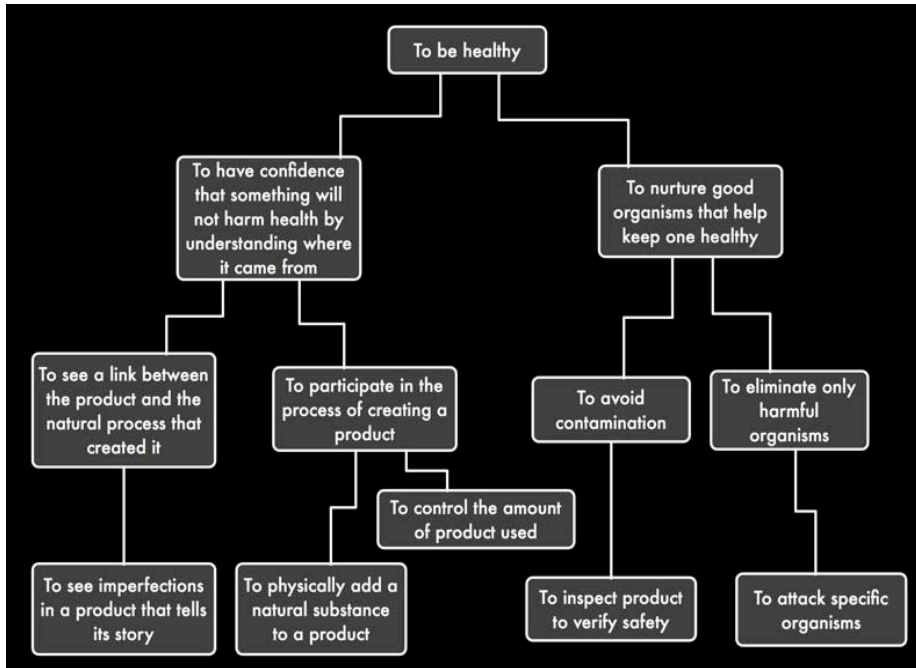 To be healthy
To have confidence
that something will
not harm health by
understanding where
it came from
To nurture good
organisms that help
keep one healthy
To see a link between
the product and the
natural process that
created it
To participate in the
process of creating a
product
To avoid
contamination
To eliminate only
harmful
organisms
To control the amount
of product used
To see imperfections
in a product that tells
its story
To physically add a
natural substance
to a product
To inspect product
to verify safety
To attack specific
organisms